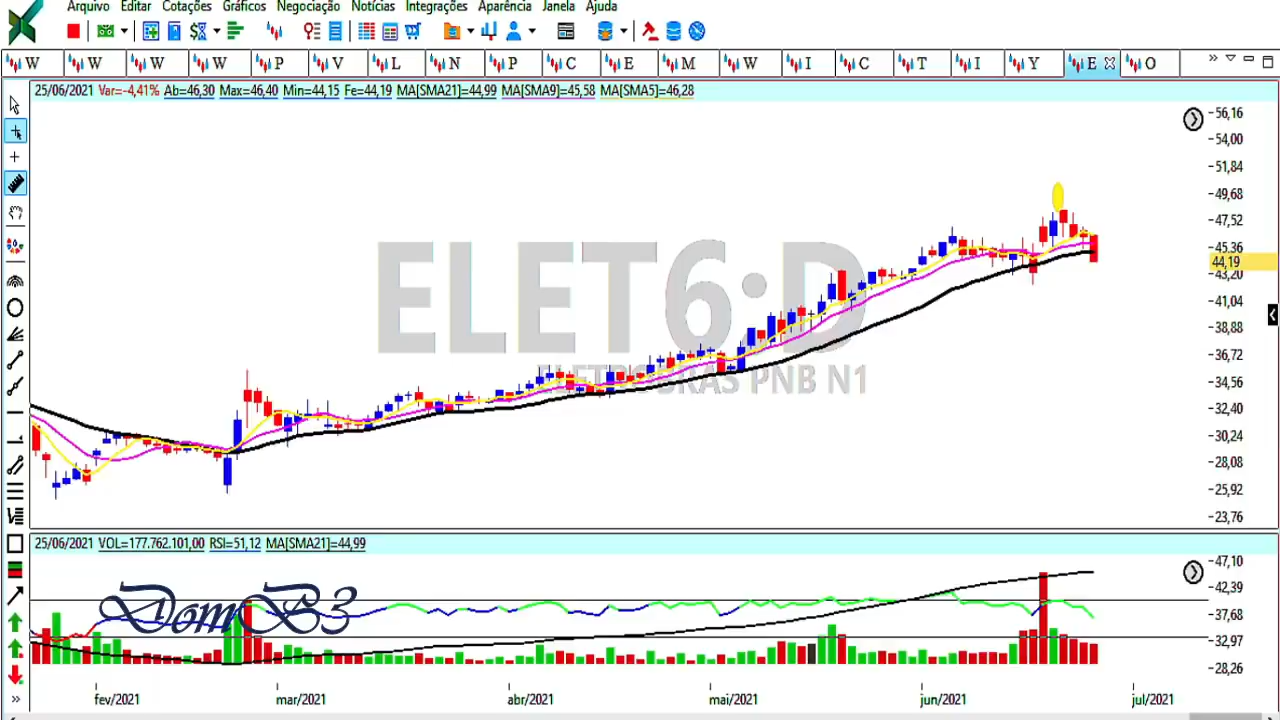 Arquivo Editar Cotações Gráficos Negociação Notícias Integrações Aparência Janela Ajuda
W W W W P V L N P C E M W I C T I Y E O
25/06/2021 Var=-4,41% Ab=46,30 Max=46,40 Min=44,15 Fe=44,19 MA[SMA21]=44,99 MA[SMA9]=45,58 MA[SMA5]=46,28
56,16
54,00
51,84
49,68
47,52
45,36
44,19
43,20
41,04
38,88
36,72
34,56
32,40
30,24
28,08
25,92
23,76
ELET6:D
ELETROBRAS PNB N1
25/06/2021 VOL=177.762.101,00 RSI=51,12 MA[SMA21]=44,99
47,10
42,39
37,68
32,97
28,26
DomB3
fev/2021 mar/2021 abr/2021 mai/2021 jun/2021 jul/2021